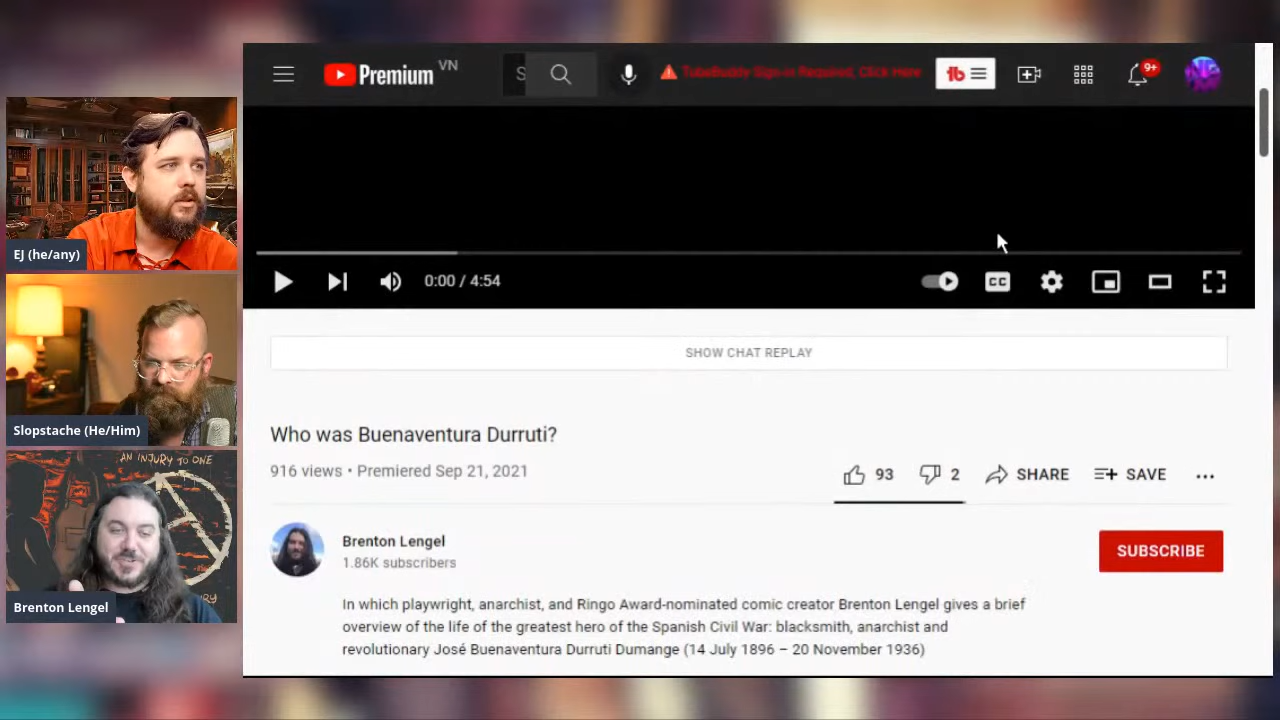 Premium VN
S
TubeBuddy Sign-in Required, Click Here
tb
9+
EJ (he/any)
0:00 / 4:54
CC
SHOW CHAT REPLAY
Slopstache (He/Him)
Who was Buenaventura Durruti?
916 views • Premiered Sep 21, 2021
93
2
SHARE
SAVE
AN INJURY TO ONE
Brenton Lengel
1.86K subscribers
SUBSCRIBE
Brenton Lengel
In which playwright, anarchist, and Ringo Award-nominated comic creator Brenton Lengel gives a brief
overview of the life of the greatest hero of the Spanish Civil War: blacksmith, anarchist and
revolutionary José Buenaventura Durruti Dumange (14 July 1896 – 20 November 1936)